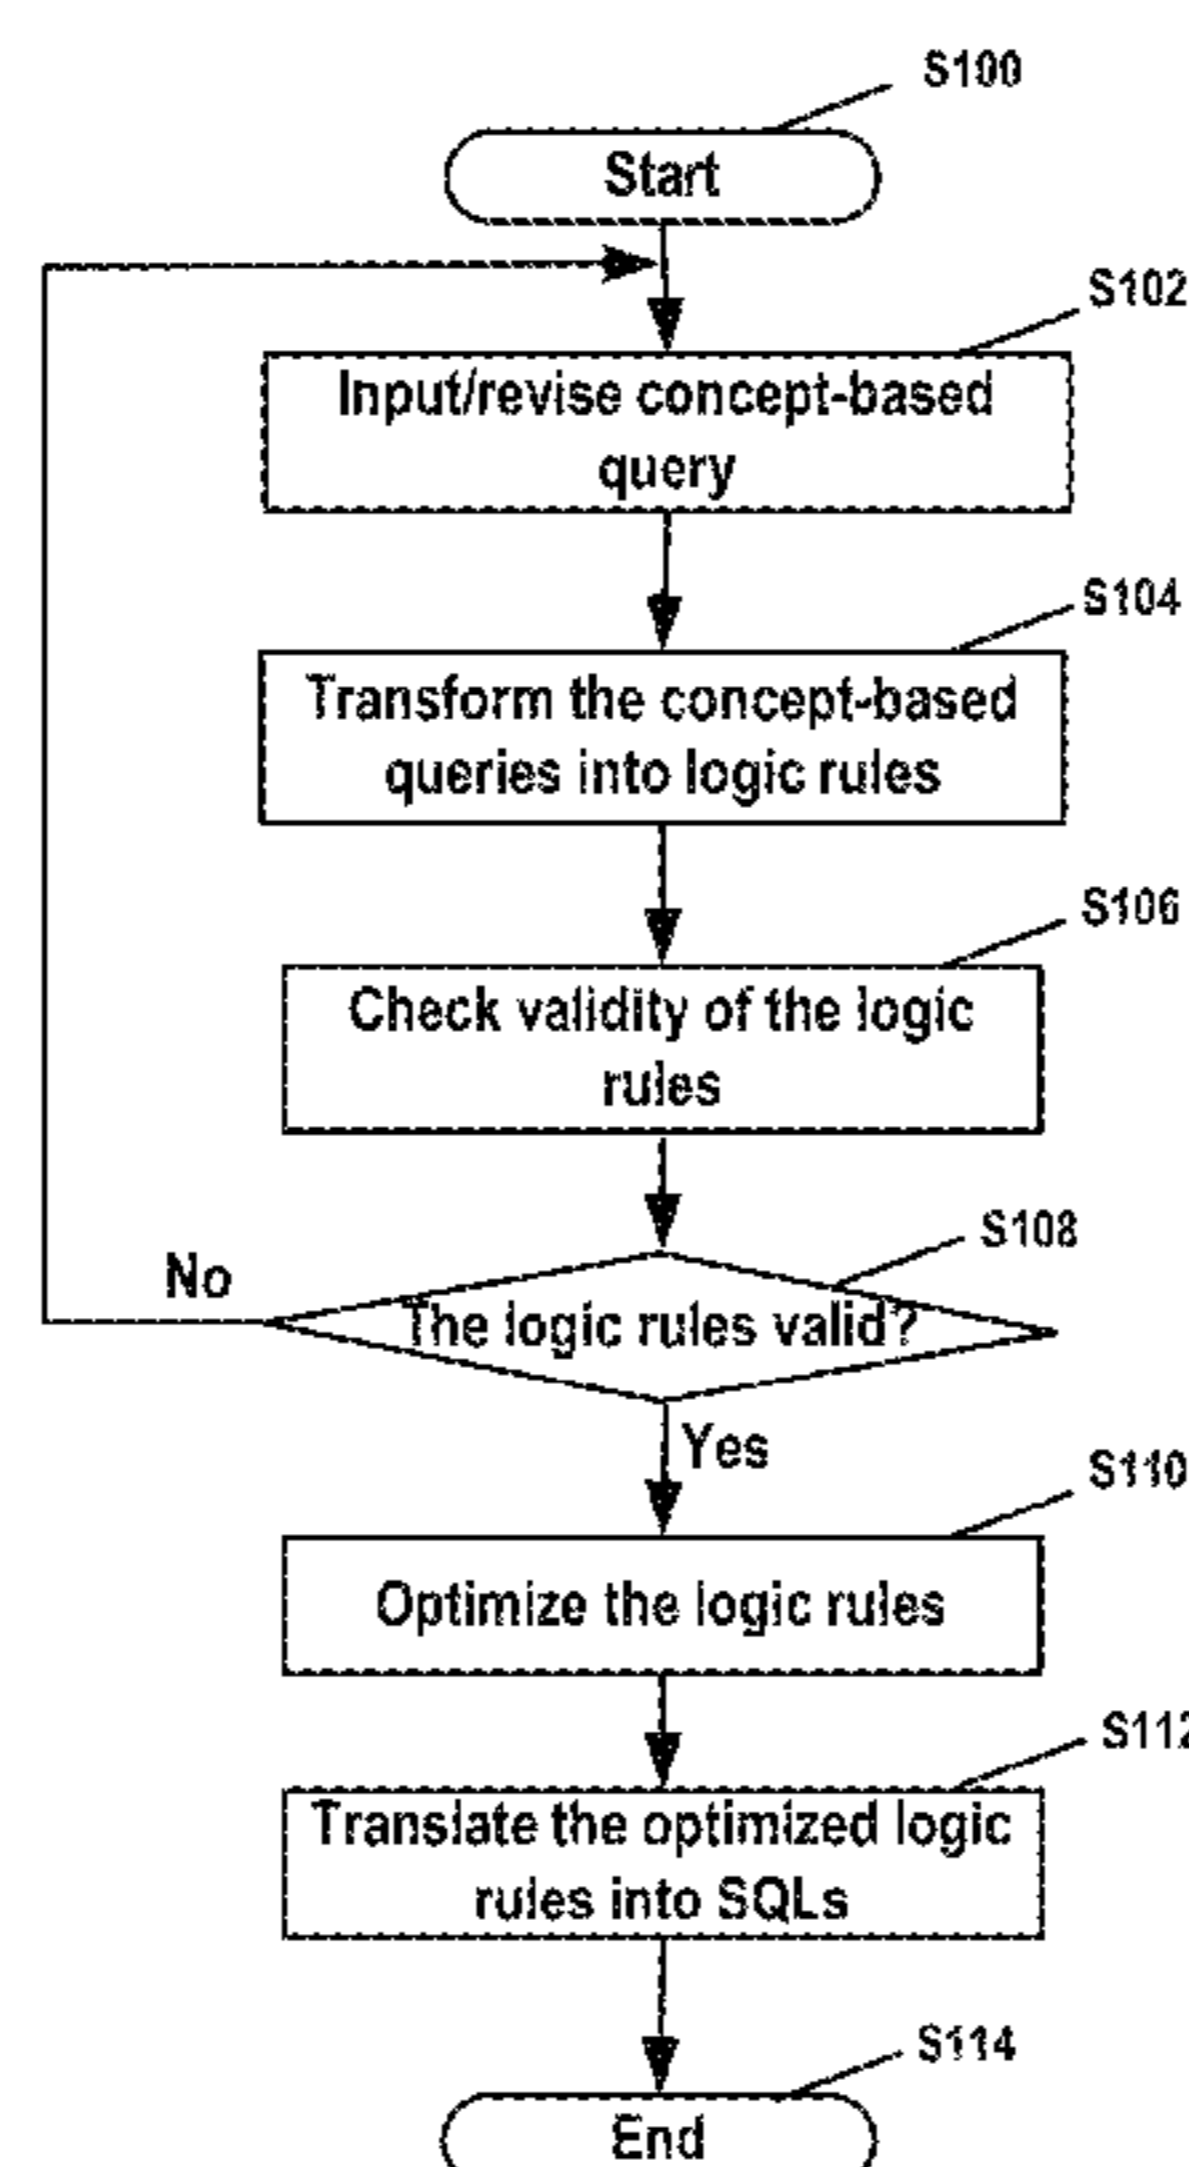 S100
Start
S102
Input/revise concept-based
query
S104
Transform the concept-based
queries into logic rules
S106
Check validity of the logic
rules
S108
No
The logic rules valid?
Yes
S110
Optimize the logic rules
S112
Translate the optimized logic
rules into SQLs
S114
End